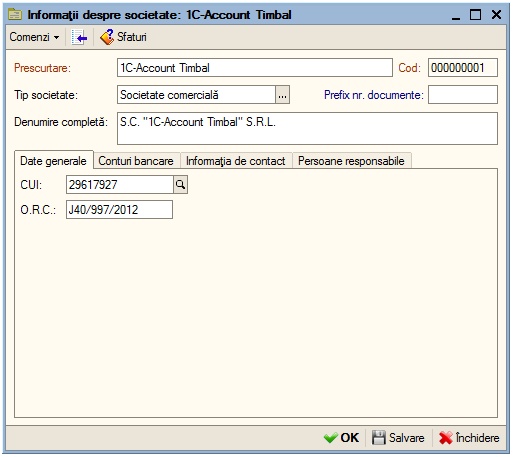 Informaţii despre societate: 1C-Account Timbal
Comenzi Sfaturi
Prescurtare: 1C-Account Timbal Cod: 000000001
Tip societate: Societate comercială ... Prefix nr. documente:
Denumire completă: S.C. "1C-Account Timbal" S.R.L.
Date generale Conturi bancare Informaţia de contact Persoane responsabile
CUI: 29617927
O.R.C.: J40/997/2012
OK Salvare Închidere